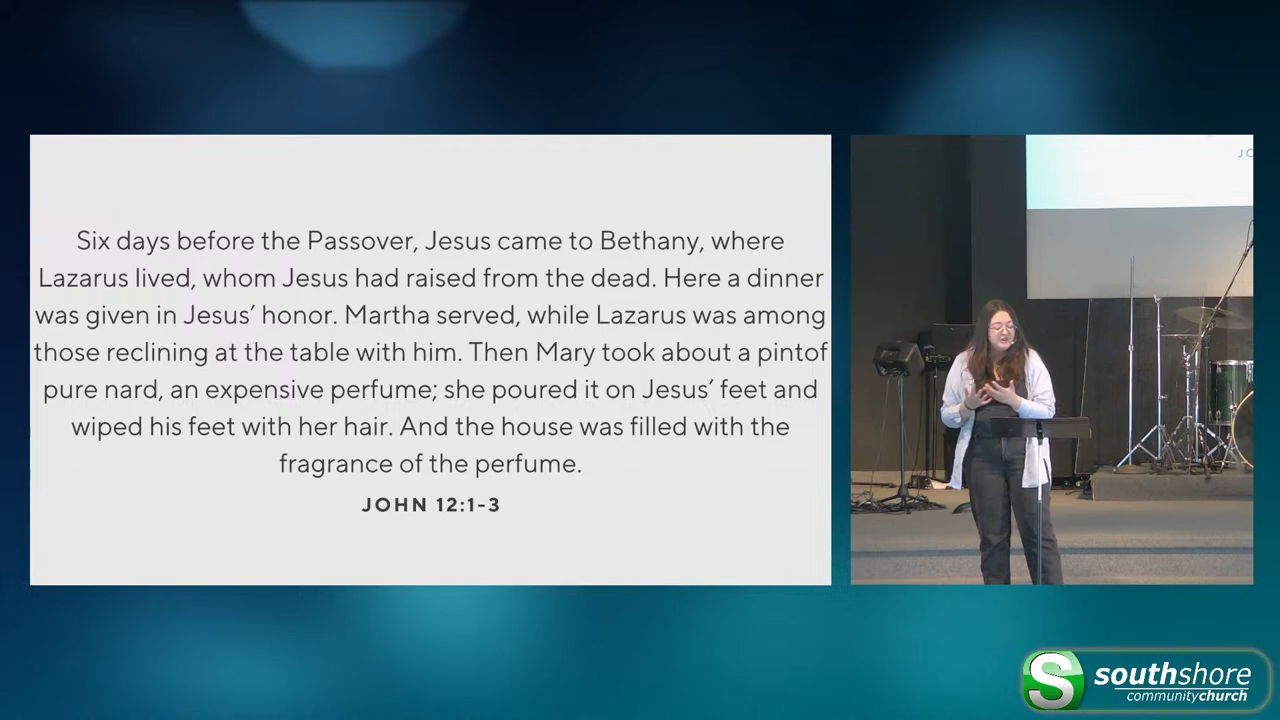 Six days before the Passover, Jesus came to Bethany, where
Lazarus lived, whom Jesus had raised from the dead. Here a dinner
was given in Jesus’ honor. Martha served, while Lazarus was among
those reclining at the table with him. Then Mary took about a pintof
pure nard, an expensive perfume; she poured it on Jesus’ feet and
wiped his feet with her hair. And the house was filled with the
fragrance of the perfume.
JOHN 12:1-3
JO
S southshore
communitychurch